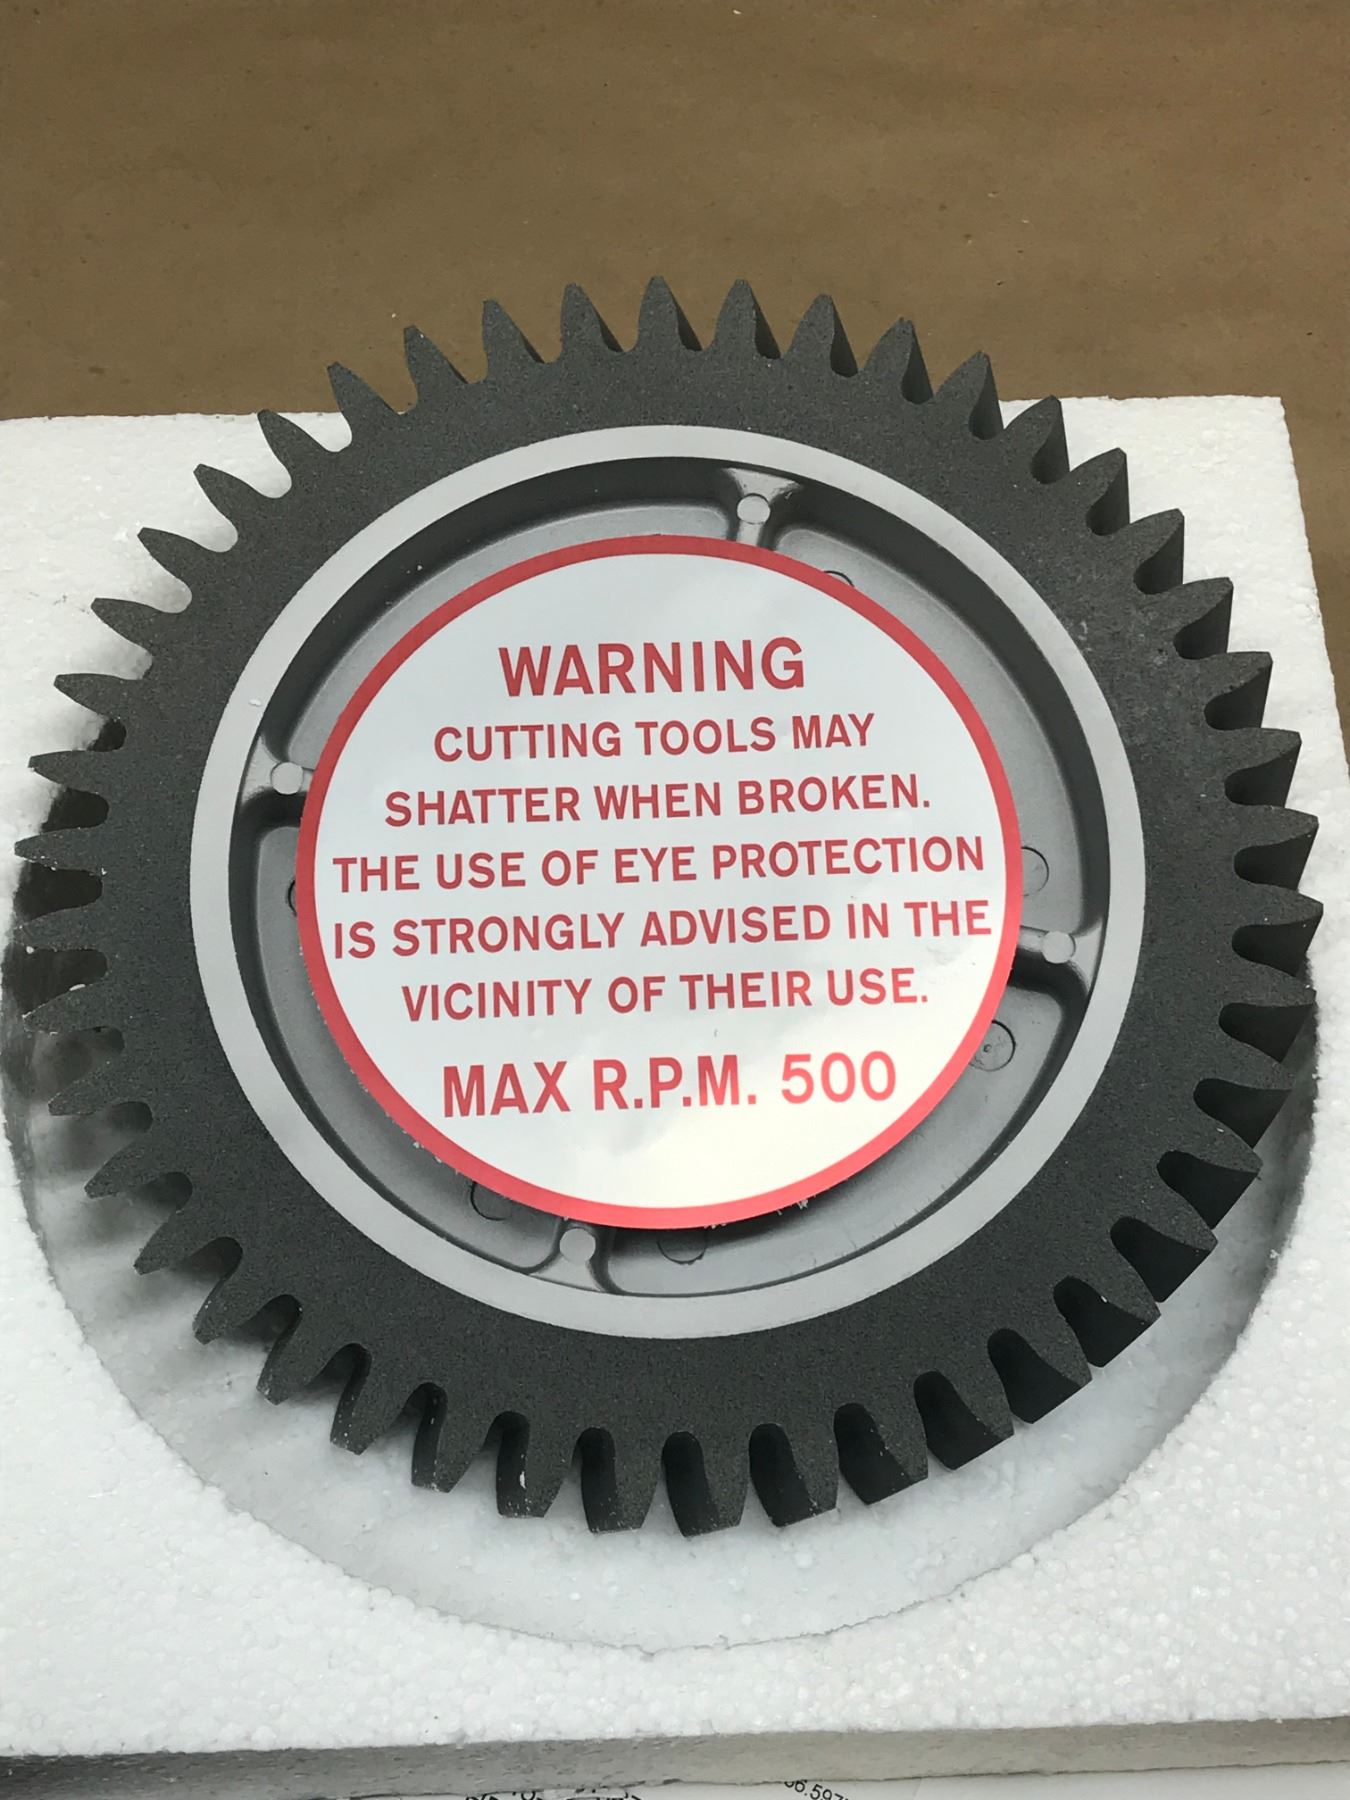 WARNING
CUTTING TOOLS MAY
SHATTER WHEN BROKEN.
THE USE OF EYE PROTECTION
IS STRONGLY ADVISED IN THE
VICINITY OF THEIR USE.
MAX R.P.M. 500